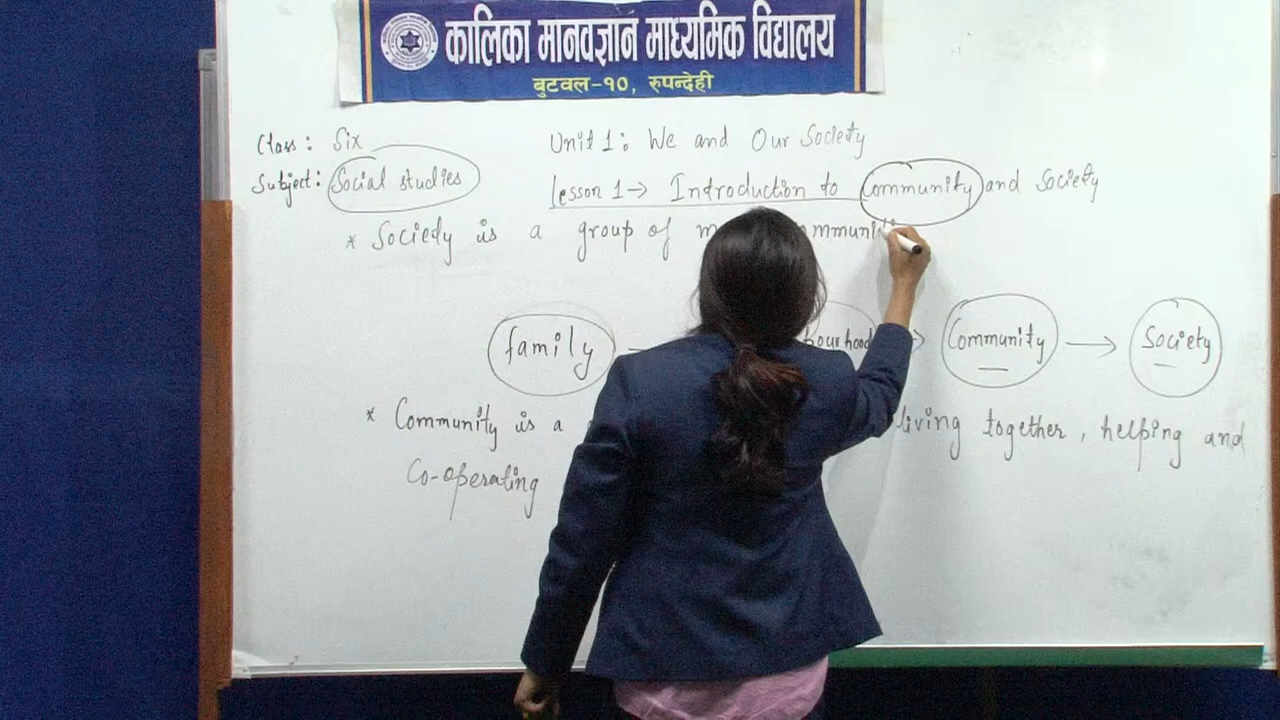 कालिका मानवज्ञान माध्यमिक विद्यालय
बुटवल-१०, रुपन्देही
Class: Six
Unit 1: We and Our Society
Subject: Social studies
Lesson 1→ Introduction to Community and Society
* Society is a group of
family → → Community → Society
* Community is a living together, helping and
Co-operating